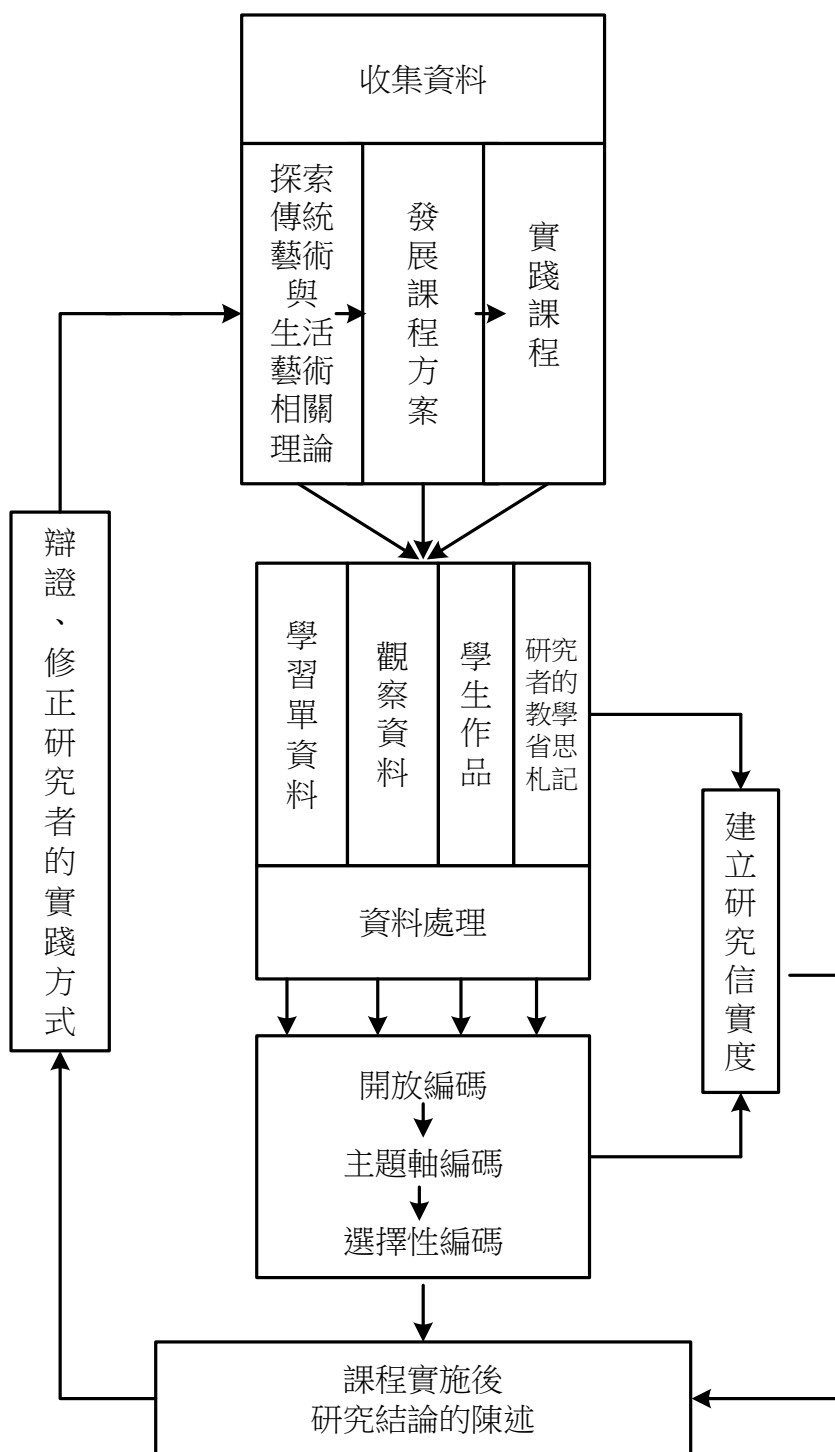 收集資料
探索
傳統
藝術
與
生活
藝術
相關
理論
發展課程方案
實踐課程
辯證、修正研究者的實踐方式
學習單資料
觀察資料
學生作品
研究
者的
教學
省思
札記
資料處理
建立研究信實度
開放編碼
主題軸編碼
選擇性編碼
課程實施後
研究結論的陳述